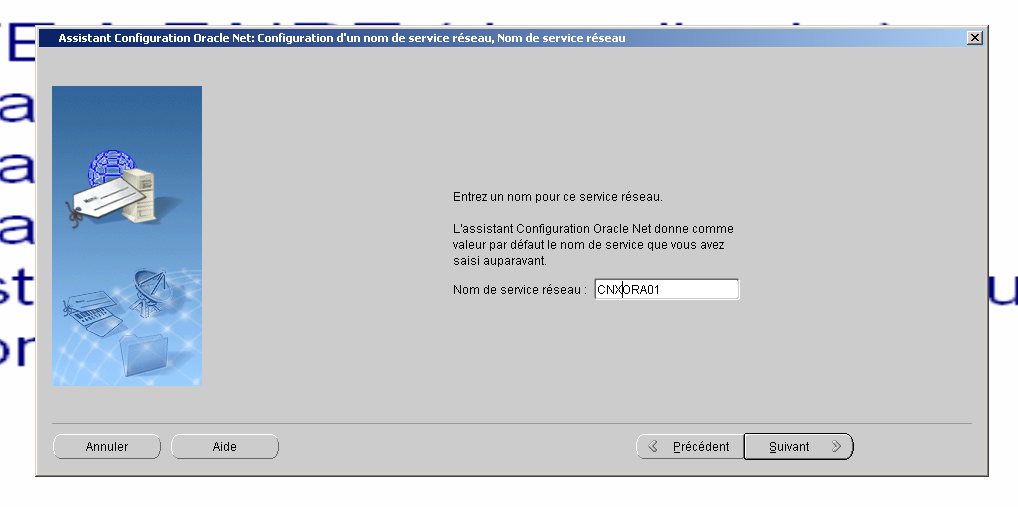 Assistant Configuration Oracle Net: Configuration d'un nom de service réseau, Nom de service réseau
Entrez un nom pour ce service réseau.
L'assistant Configuration Oracle Net donne comme
valeur par défaut le nom de service que vous avez
saisi auparavant.
Nom de service réseau : CNXORA01
Annuler Aide Précédent Suivant